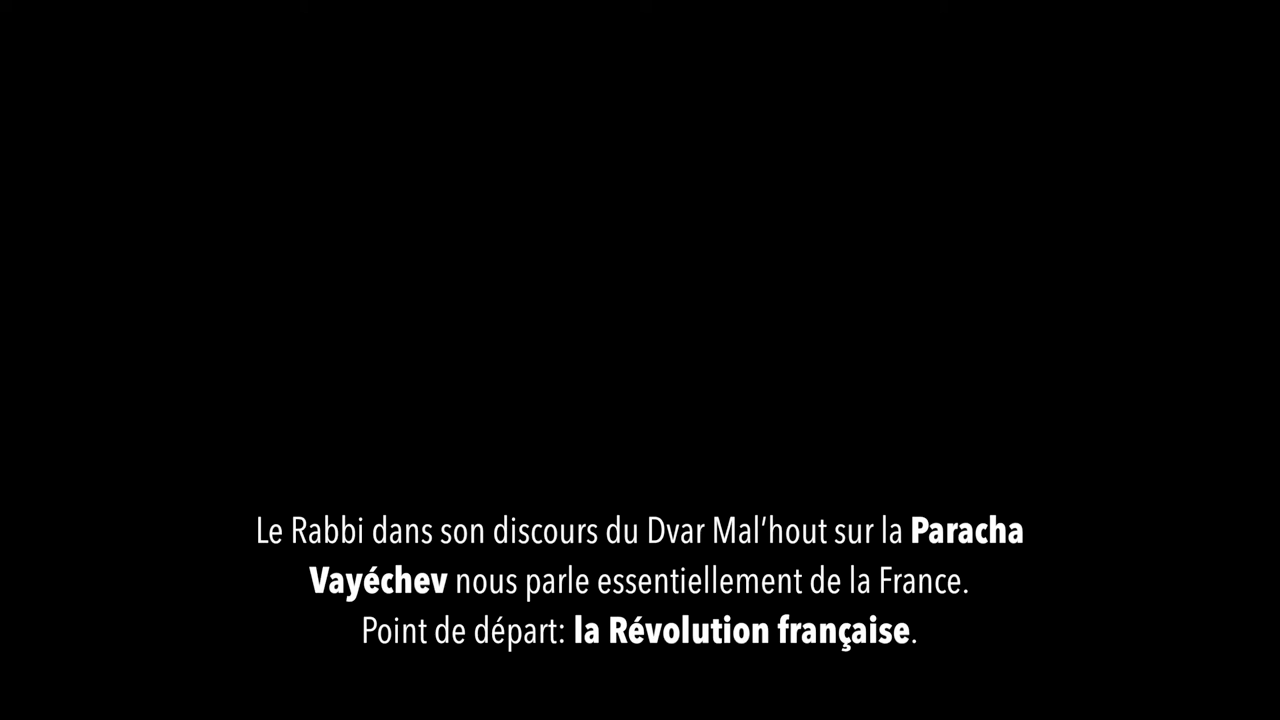 Le Rabbi dans son discours du Dvar Mal’hout sur la Paracha
Vayéchev nous parle essentiellement de la France.
Point de départ: la Révolution française.